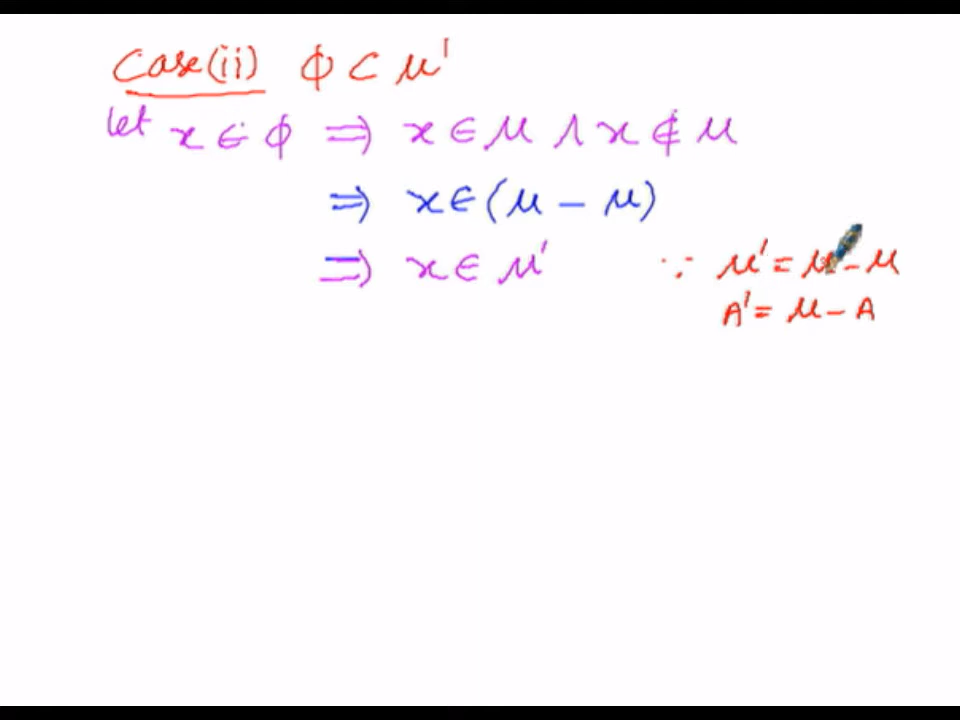 Case(ii) ϕ ⊂ μ'
let x ∈ ϕ ⇒ x ∈ μ ∧ x ∉ μ
⇒ x ∈ (μ - μ)
⇒ x ∈ μ' ∵ μ' = μ - μ
A' = μ - A